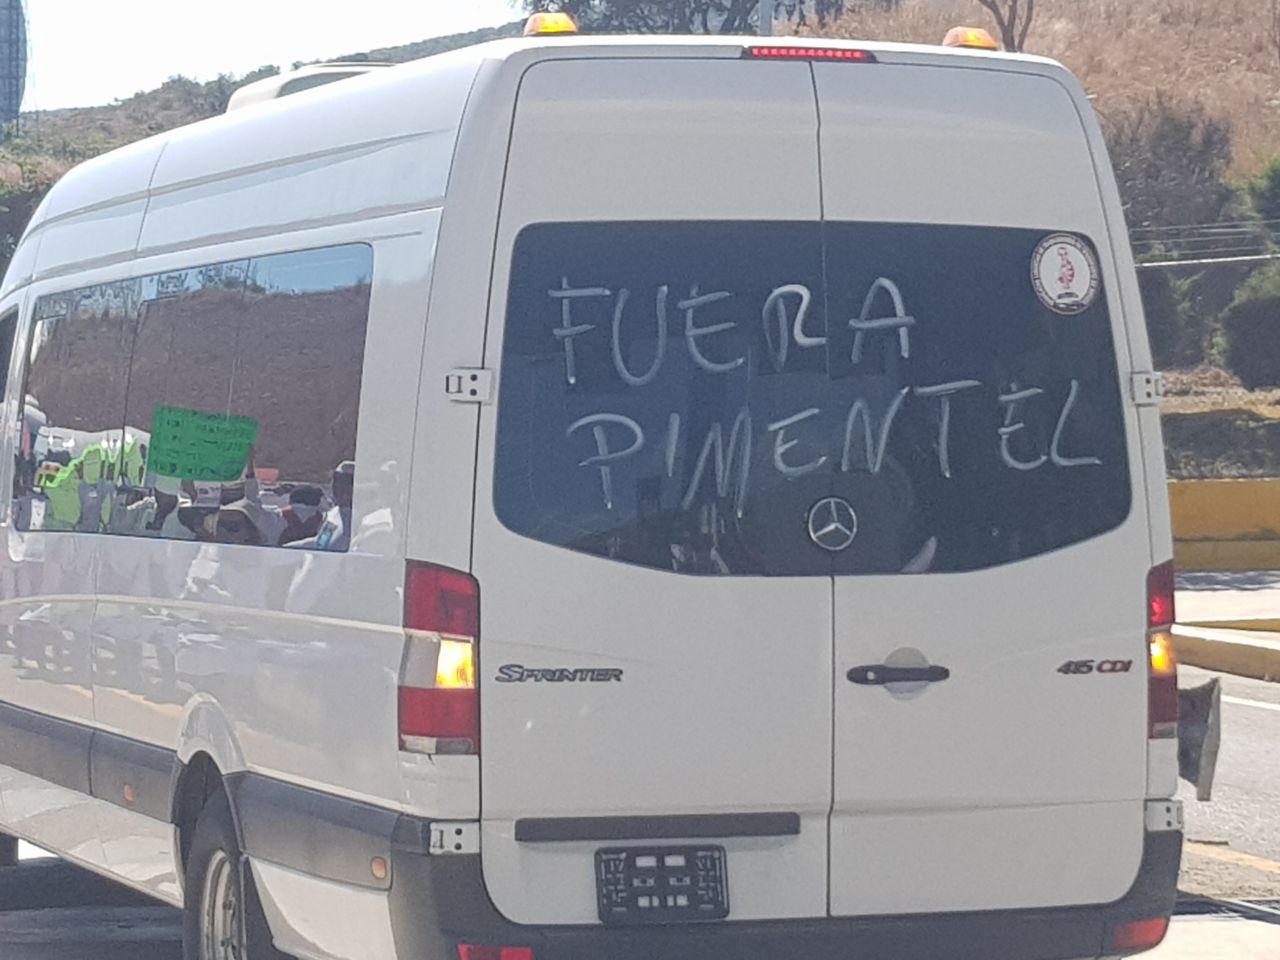 FUERA
PIMENTEL
SPRINTER
415 CDI